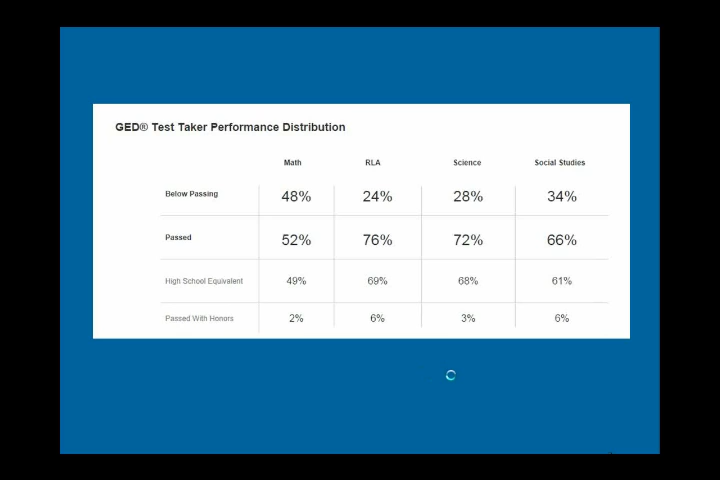 GED® Test Taker Performance Distribution
Math RLA Science Social Studies
Below Passing 48% 24% 28% 34%
Passed 52% 76% 72% 66%
High School Equivalent 49% 69% 68% 61%
Passed With Honors 2% 6% 3% 6%